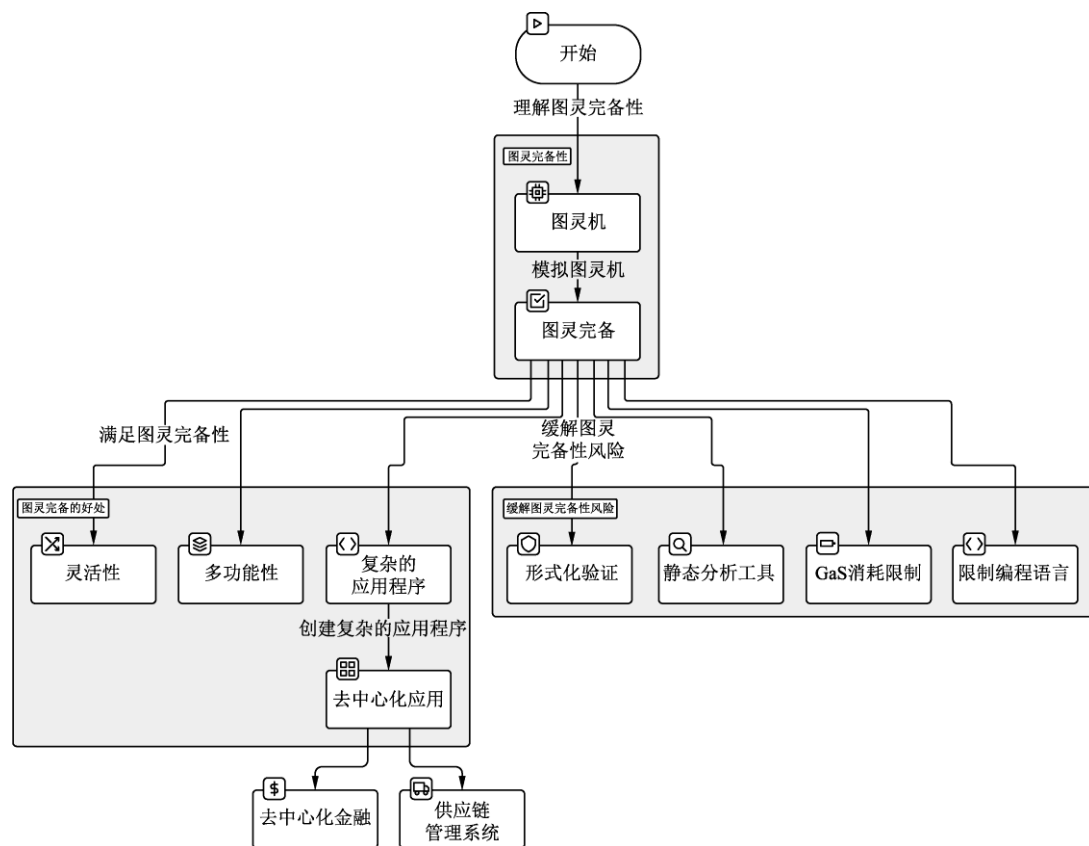 开始
理解图灵完备性
图灵完备性
图灵机
模拟图灵机
图灵完备
满足图灵完备性
缓解图灵
完备性风险
图灵完备的好处
缓解图灵完备性风险
灵活性
多功能性
复杂的
应用程序
形式化验证
静态分析工具
GaS消耗限制
限制编程语言
创建复杂的应用程序
去中心化应用
去中心化金融
供应链
管理系统